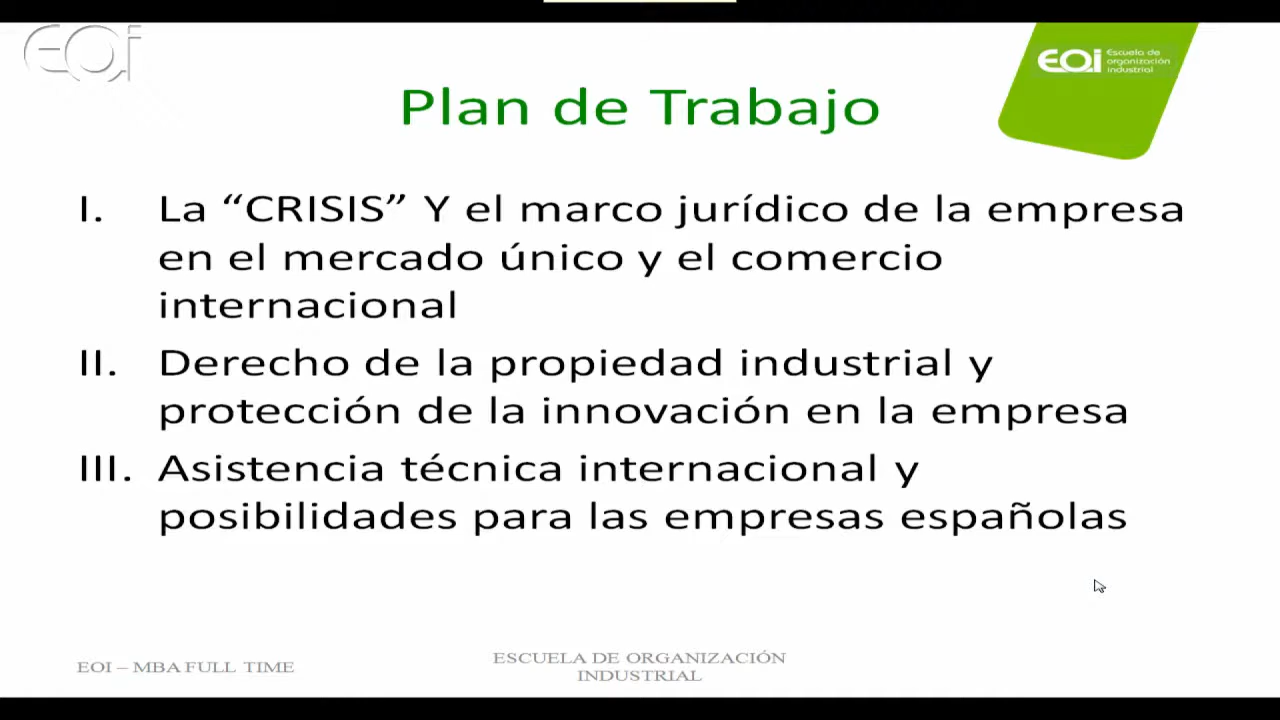 EOi
EOi Escuela de
organización
industrial
Plan de Trabajo
I. La “CRISIS” Y el marco jurídico de la empresa
en el mercado único y el comercio
internacional
II. Derecho de la propiedad industrial y
protección de la innovación en la empresa
III. Asistencia técnica internacional y
posibilidades para las empresas españolas
EOI – MBA FULL TIME
ESCUELA DE ORGANIZACIÓN
INDUSTRIAL